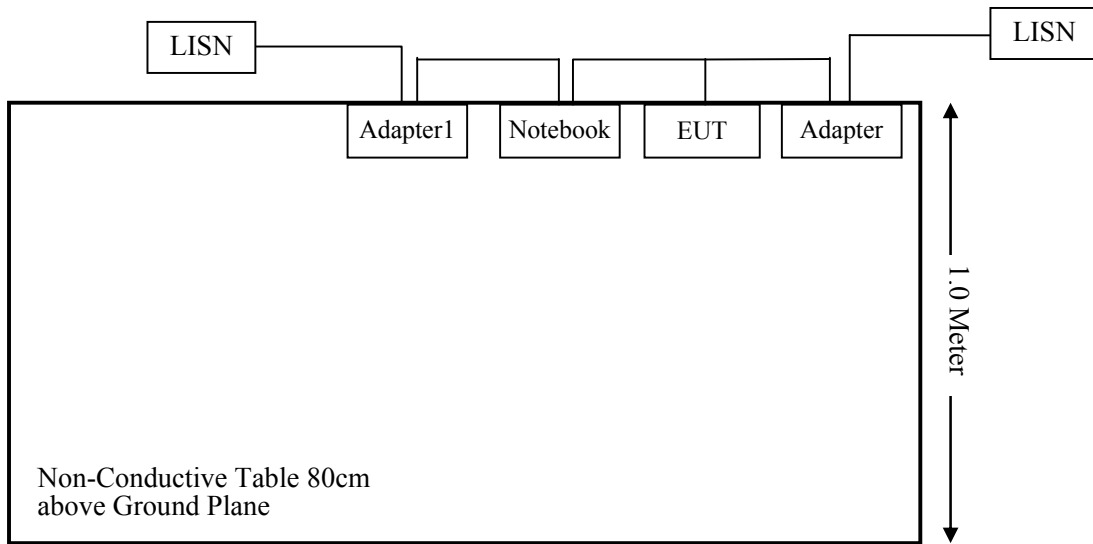 LISN
LISN
Adapter1
Notebook
EUT
Adapter
1.0 Meter
Non-Conductive Table 80cm
above Ground Plane